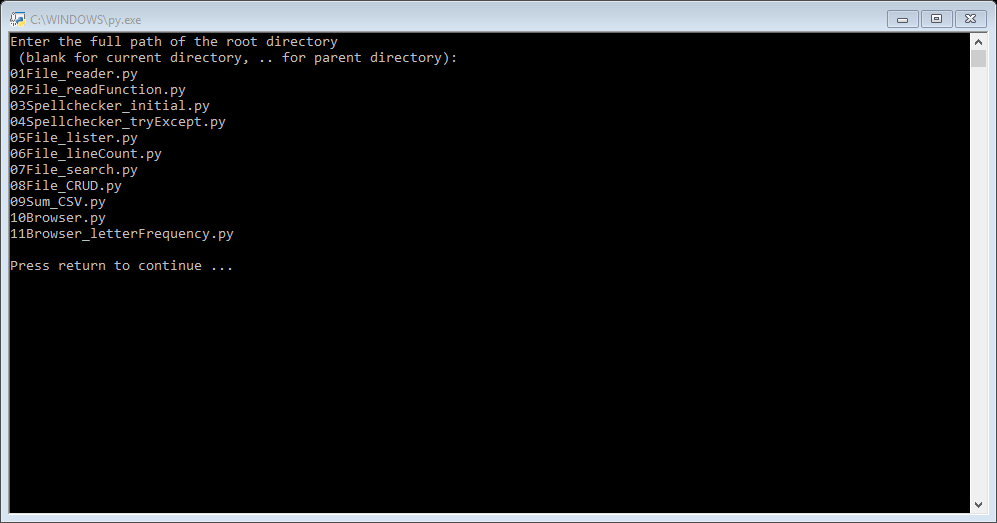 C:\WINDOWS\py.exe
Enter the full path of the root directory
 (blank for current directory, .. for parent directory):
01File_reader.py
02File_readFunction.py
03Spellchecker_initial.py
04Spellchecker_tryExcept.py
05File_lister.py
06File_lineCount.py
07File_search.py
08File_CRUD.py
09Sum_CSV.py
10Browser.py
11Browser_letterFrequency.py

Press return to continue ...